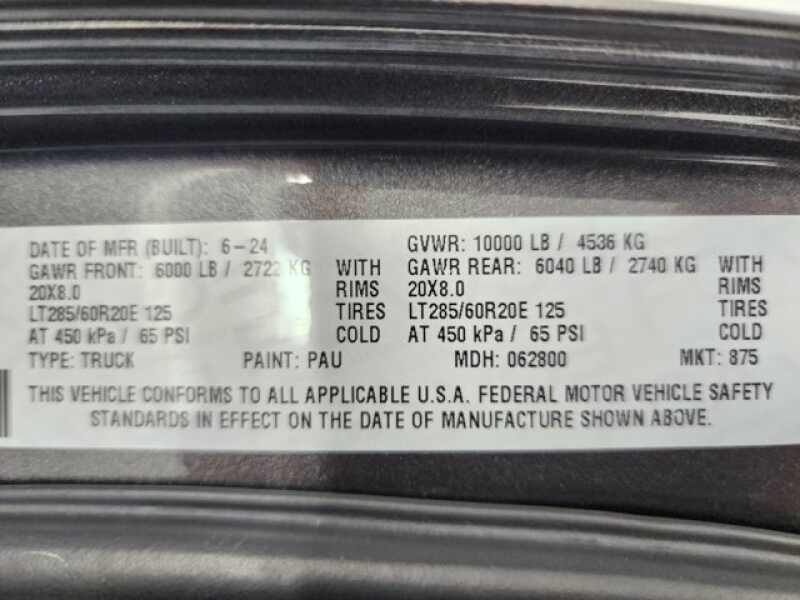 DATE OF MFR (BUILT): 6-24 GVWR: 10000 LB / 4536 KG
GAWR FRONT: 6000 LB / 2722 KG WITH GAWR REAR: 6040 LB / 2740 KG WITH
20X8.0 RIMS 20X8.0 RIMS
LT285/60R20E 125 TIRES LT285/60R20E 125 TIRES
AT 450 kPa / 65 PSI COLD AT 450 kPa / 65 PSI COLD
TYPE: TRUCK PAINT: PAU MDH: 062800 MKT: 875
THIS VEHICLE CONFORMS TO ALL APPLICABLE U.S.A. FEDERAL MOTOR VEHICLE SAFETY
STANDARDS IN EFFECT ON THE DATE OF MANUFACTURE SHOWN ABOVE.